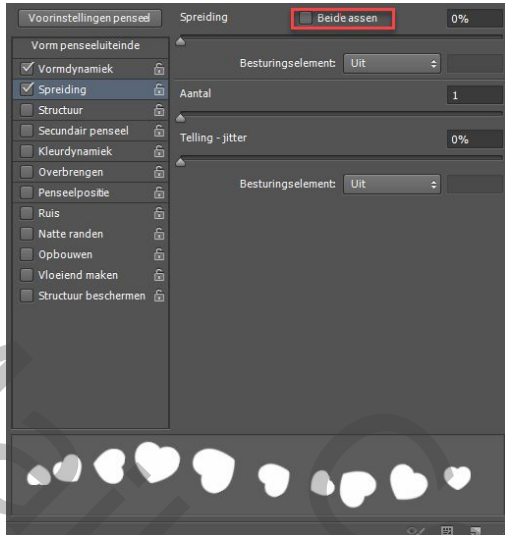 Voorinstellingen penseel
Vorm penseeluiteinde
Vormdynamiek
Spreiding
Structuur
Secundair penseel
Kleurdynamiek
Overbrengen
Penseelpositie
Ruis
Natte randen
Opbouwen
Vloeiend maken
Structuur beschermen
Spreiding Beide assen 0%
Besturingselement: Uit
Aantal 1
Telling - jitter 0%
Besturingselement: Uit